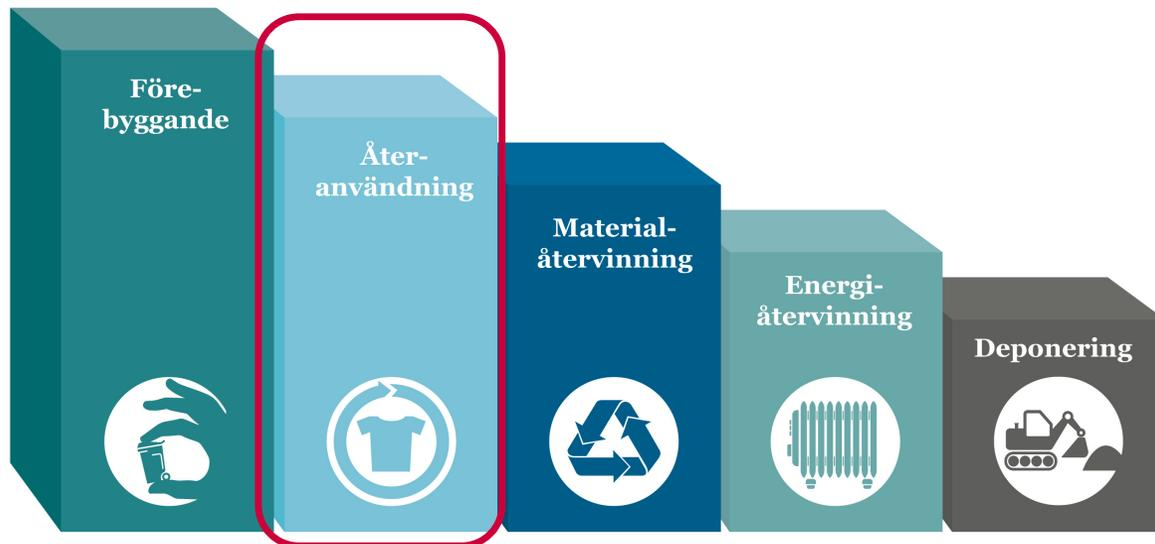 Före-
byggande
Åter-
användning
Material-
återvinning
Energi-
återvinning
Deponering